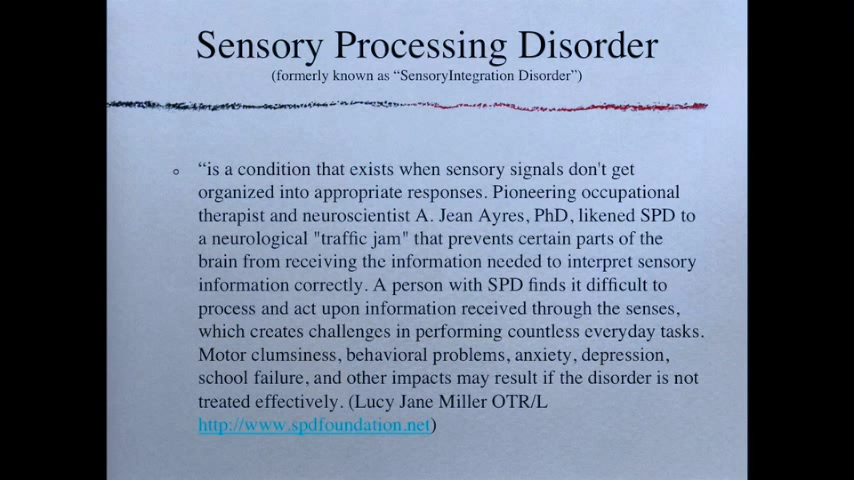 Sensory Processing Disorder
(formerly known as “SensoryIntegration Disorder”)
“is a condition that exists when sensory signals don't get
organized into appropriate responses. Pioneering occupational
therapist and neuroscientist A. Jean Ayres, PhD, likened SPD to
a neurological "traffic jam" that prevents certain parts of the
brain from receiving the information needed to interpret sensory
information correctly. A person with SPD finds it difficult to
process and act upon information received through the senses,
which creates challenges in performing countless everyday tasks.
Motor clumsiness, behavioral problems, anxiety, depression,
school failure, and other impacts may result if the disorder is not
treated effectively. (Lucy Jane Miller OTR/L
http://www.spdfoundation.net)